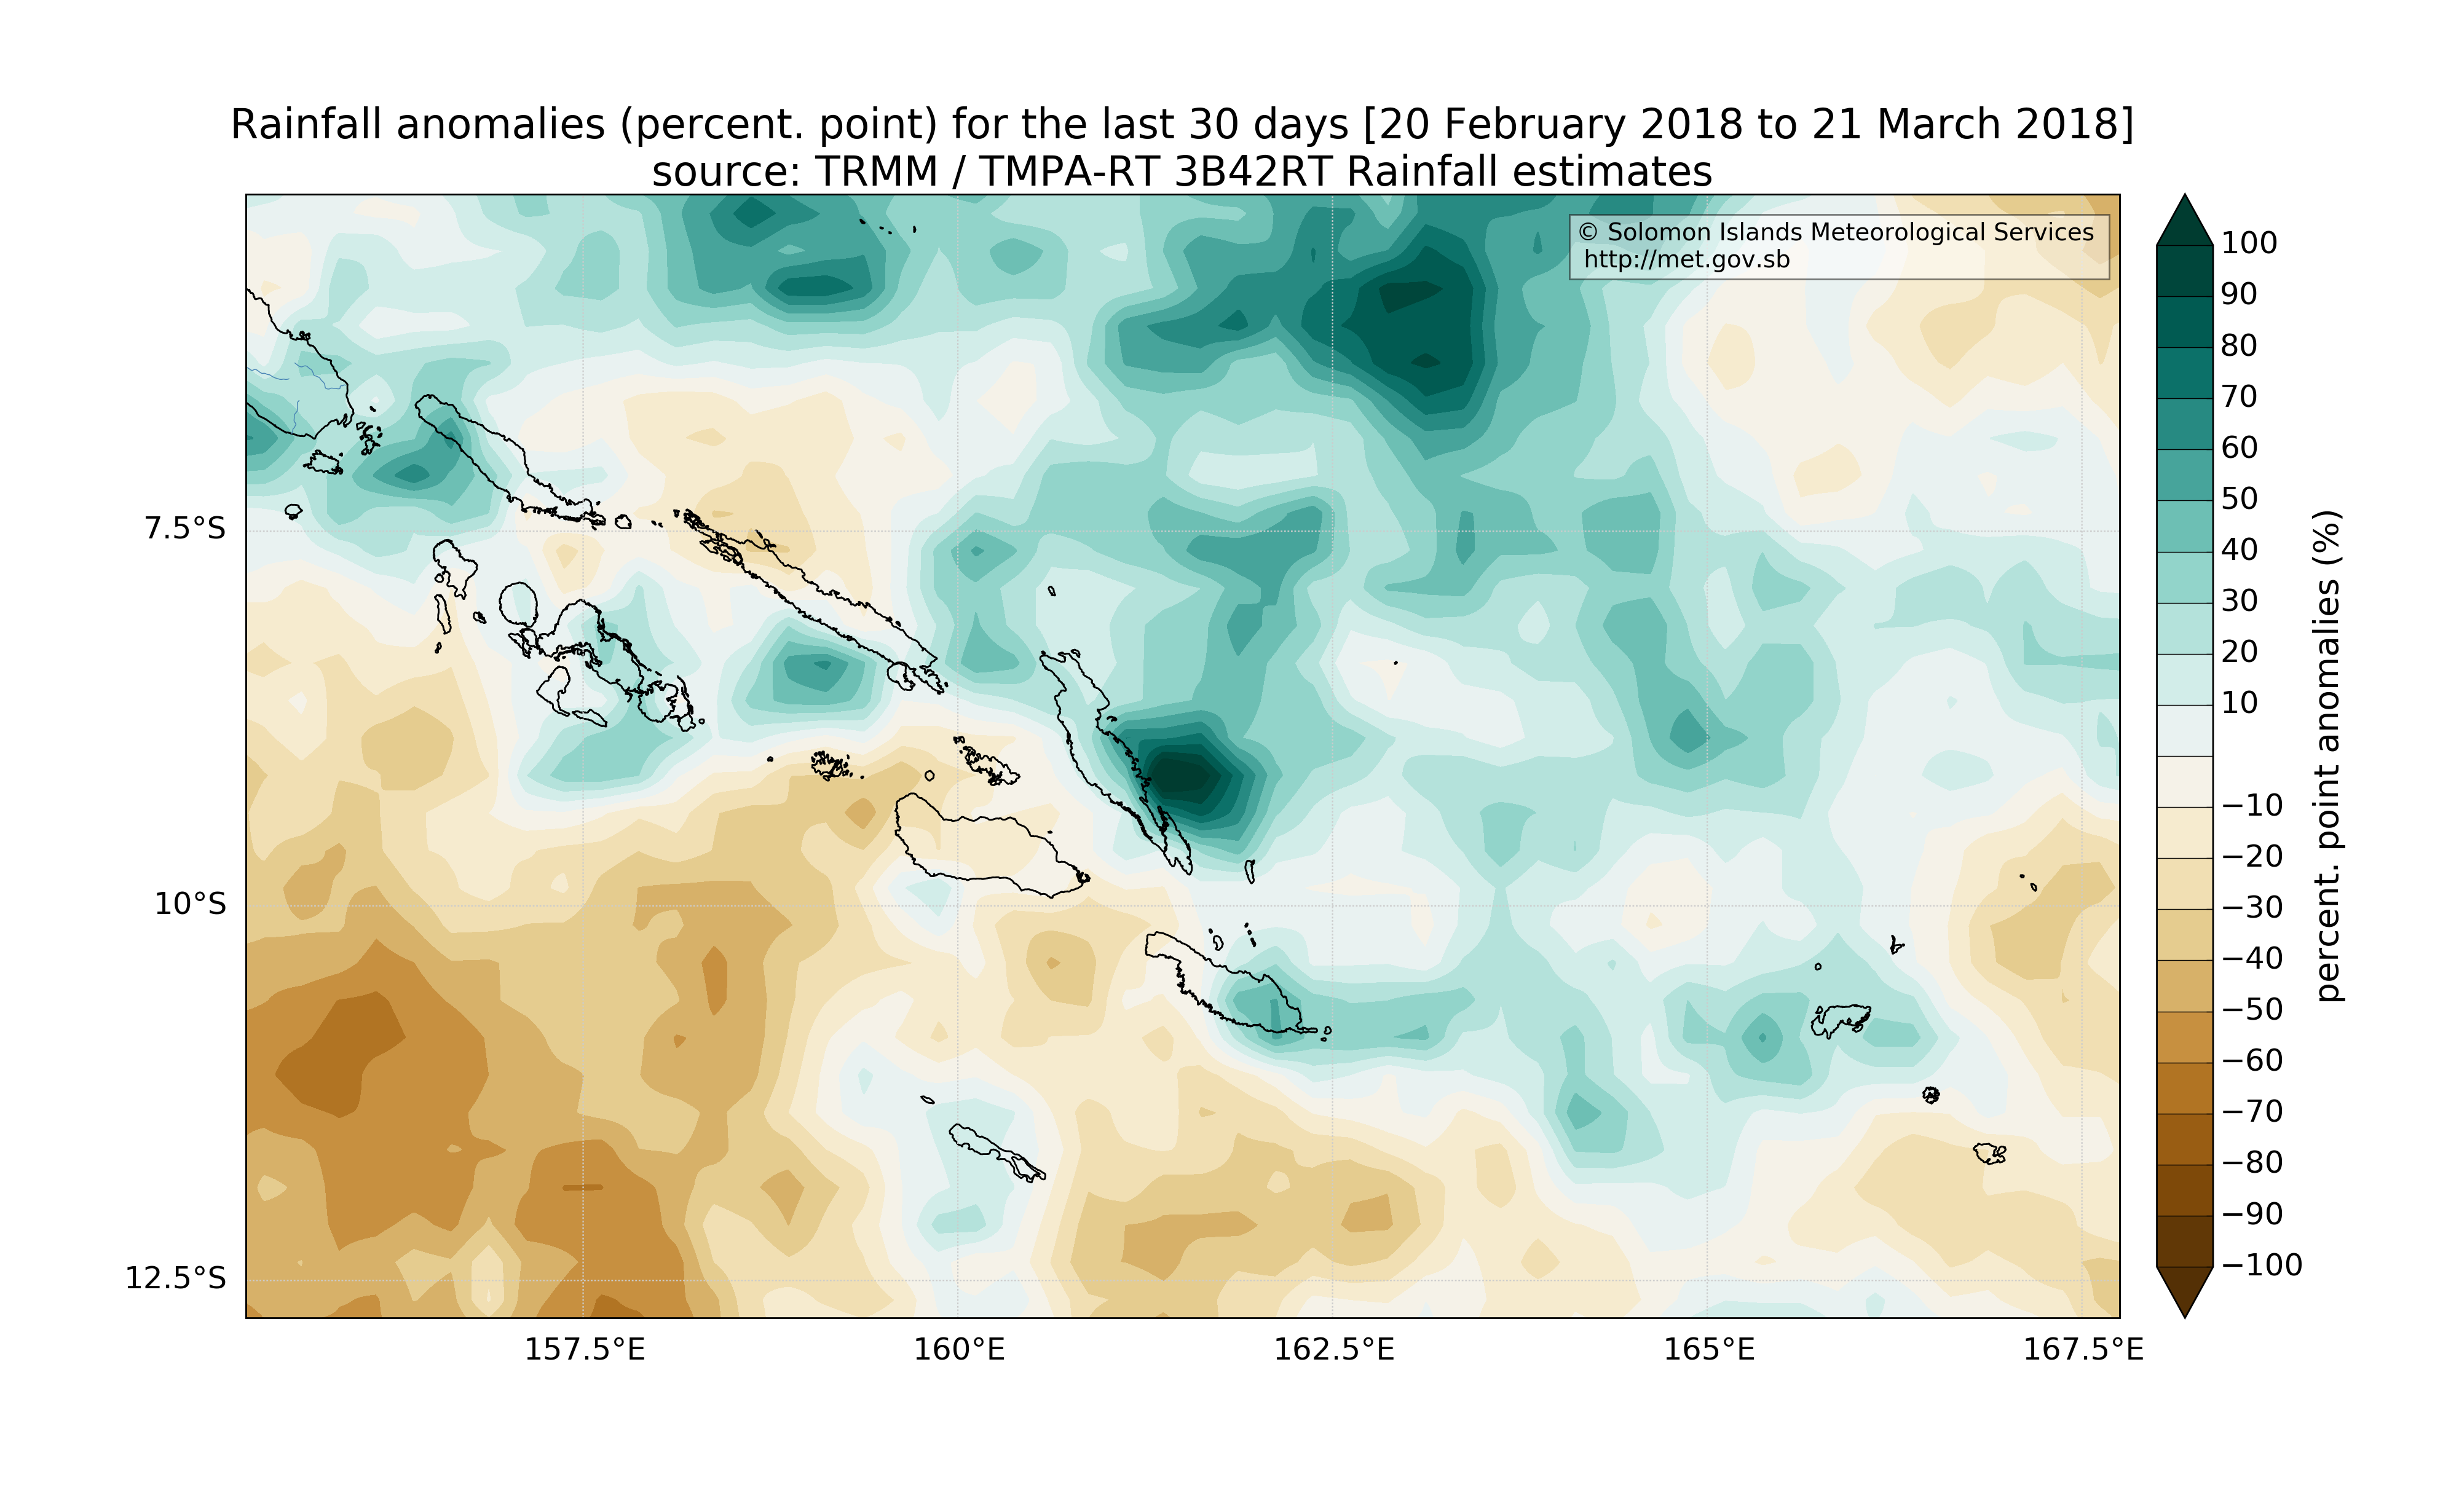 Rainfall anomalies (percent. point) for the last 30 days [20 February 2018 to 21 March 2018]
source: TRMM / TMPA-RT 3B42RT Rainfall estimates
© Solomon Islands Meteorological Services
http://met.gov.sb
7.5°S
10°S
12.5°S
157.5°E
160°E
162.5°E
165°E
167.5°E
100
90
80
70
60
50
40
30
20
10
−10
−20
−30
−40
−50
−60
−70
−80
−90
−100
percent. point anomalies (%)